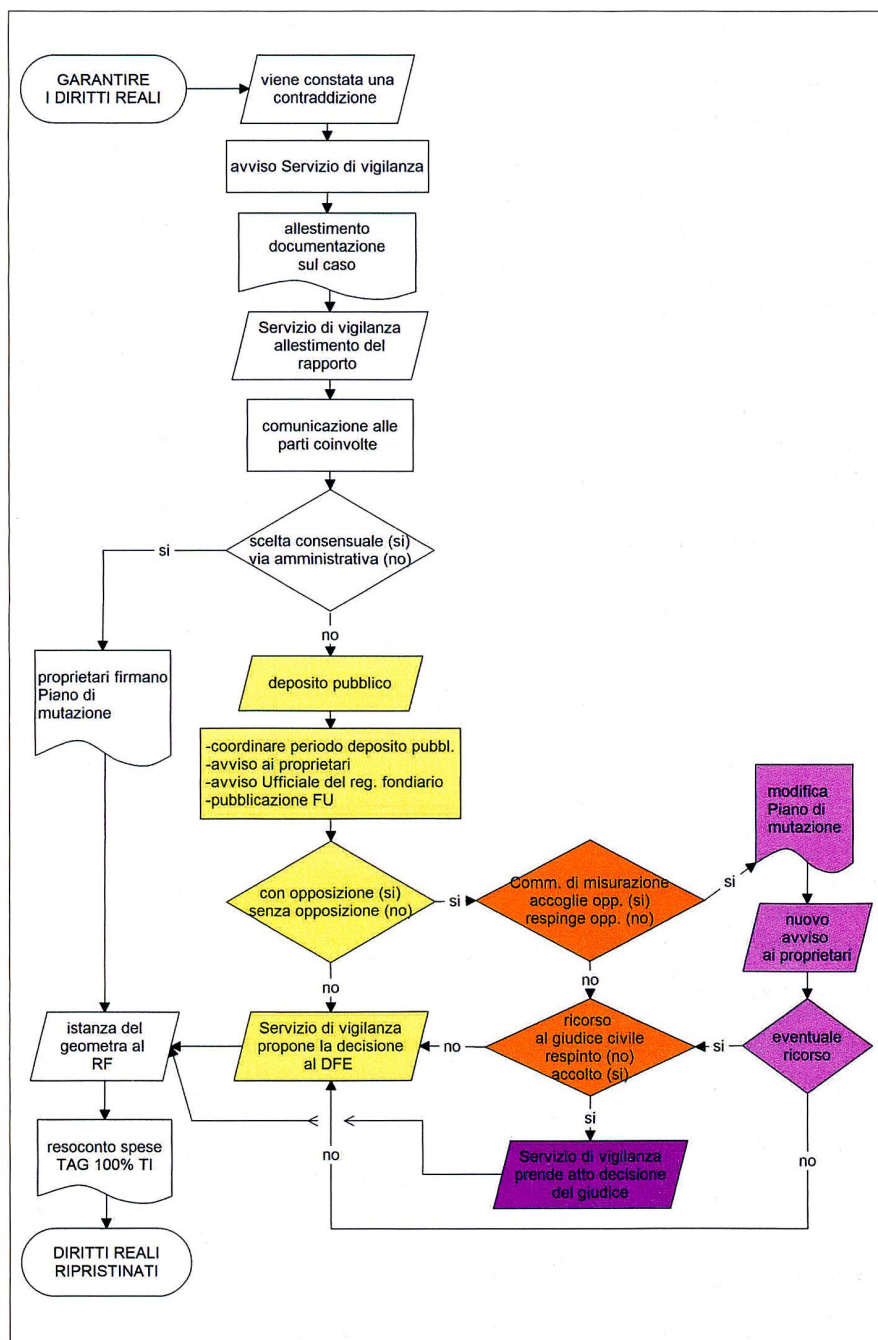 GARANTIRE
I DIRITTI REALI
viene constata una
contraddizione
avviso Servizio di vigilanza
allestimento
documentazione
sul caso
Servizio di vigilanza
allestimento del
rapporto
comunicazione alle
parti coinvolte
scelta consensuale (si)
via amministrativa (no)
si
no
proprietari firmano
Piano di
mutazione
deposito pubblico
-coordinare periodo deposito pubbl.
-avviso ai proprietari
-avviso Ufficiale del reg. fondiario
-pubblicazione FU
con opposizione (si)
senza opposizione (no)
si
Comm. di misurazione
accoglie opp. (si)
respinge opp. (no)
si
modifica
Piano di
mutazione
nuovo
avviso
ai proprietari
no
no
istanza del
geometra al
RF
Servizio di vigilanza
propone la decisione
al DFE
no
ricorso
al giudice civile
respinto (no)
accolto (si)
si
eventuale
ricorso
si
no
no
resoconto spese
TAG 100% TI
Servizio di vigilanza
prende atto decisione
del giudice
DIRITTI REALI
RIPRISTINATI